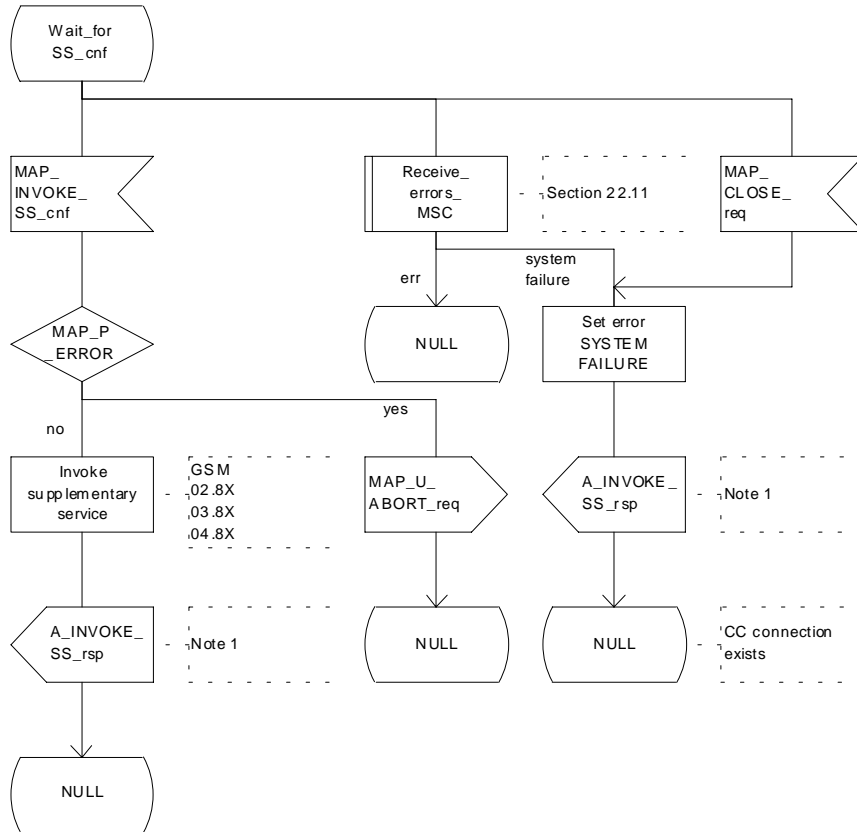 Wait_for
SS_cnf
MAP_
INVOKE_
SS_cnf
Receive_
errors_
MSC
Section 22.11
MAP_
CLOSE_
req
err
system
failure
MAP_P
_ERROR
NULL
Set error
SYSTEM
FAILURE
no
yes
Invoke
supplementary
service
GSM
02.8X
03.8X
04.8X
MAP_U_
ABORT_req
A_INVOKE_
SS_rsp
Note 1
A_INVOKE_
SS_rsp
Note 1
NULL
NULL
CC connection
exists
NULL